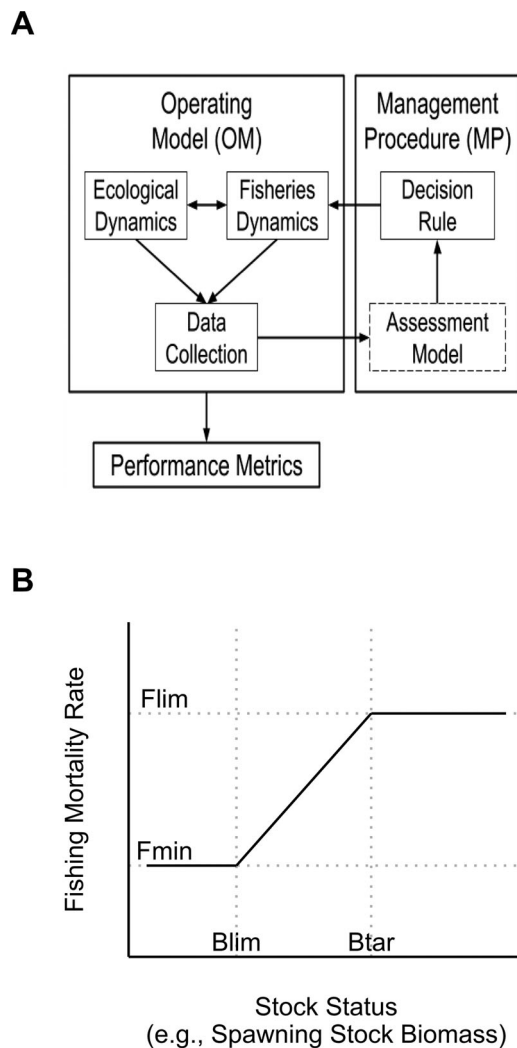 A
Operating
Model (OM)
Management
Procedure (MP)
Ecological
Dynamics
Fisheries
Dynamics
Decision
Rule
Data
Collection
Assessment
Model
Performance Metrics
B
Fishing Mortality Rate
Flim
Fmin
Blim
Btar
Stock Status
(e.g., Spawning Stock Biomass)